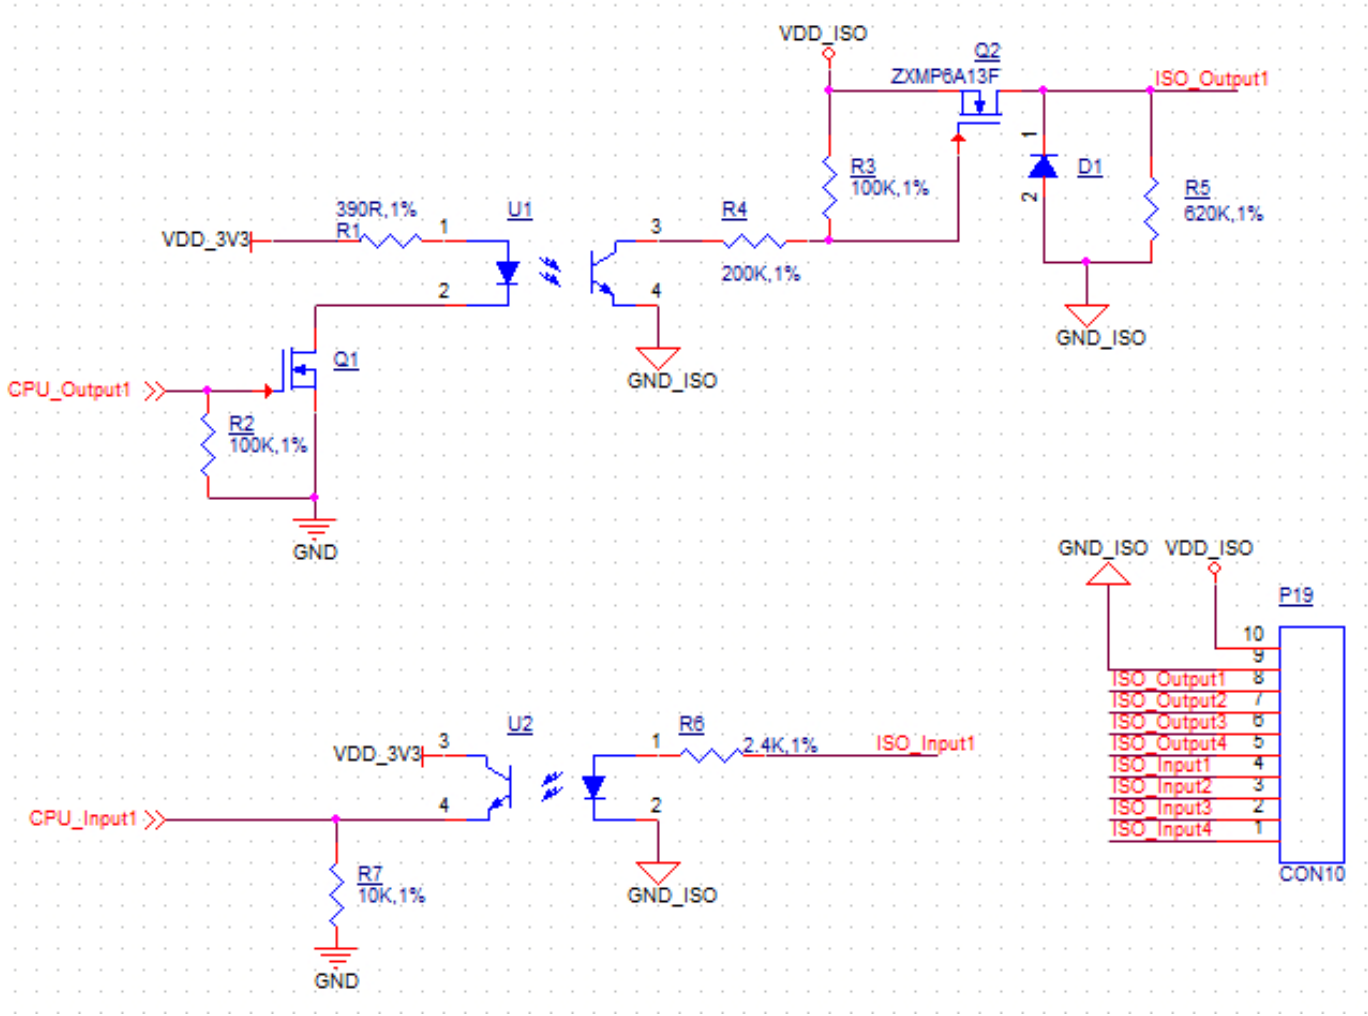 VDD_ISO
Q2
ZXMP6A13F
ISO_Output1
1
D1
2
R3
100K,1%
R5
620K,1%
390R,1%
R1
VDD_3V3
1
U1
3
R4
200K,1%
2
4
GND_ISO
GND_ISO
Q1
CPU_Output1
R2
100K,1%
GND
GND_ISO
VDD_ISO
P19
10
9
ISO_Output1 8
ISO_Output2 7
ISO_Output3 6
ISO_Output4 5
ISO_Input1 4
ISO_Input2 3
ISO_Input3 2
ISO_Input4 1
CON10
U2
VDD_3V3
3
1
R6
2.4K,1%
ISO_Input1
CPU_Input1
4
2
R7
10K,1%
GND_ISO
GND